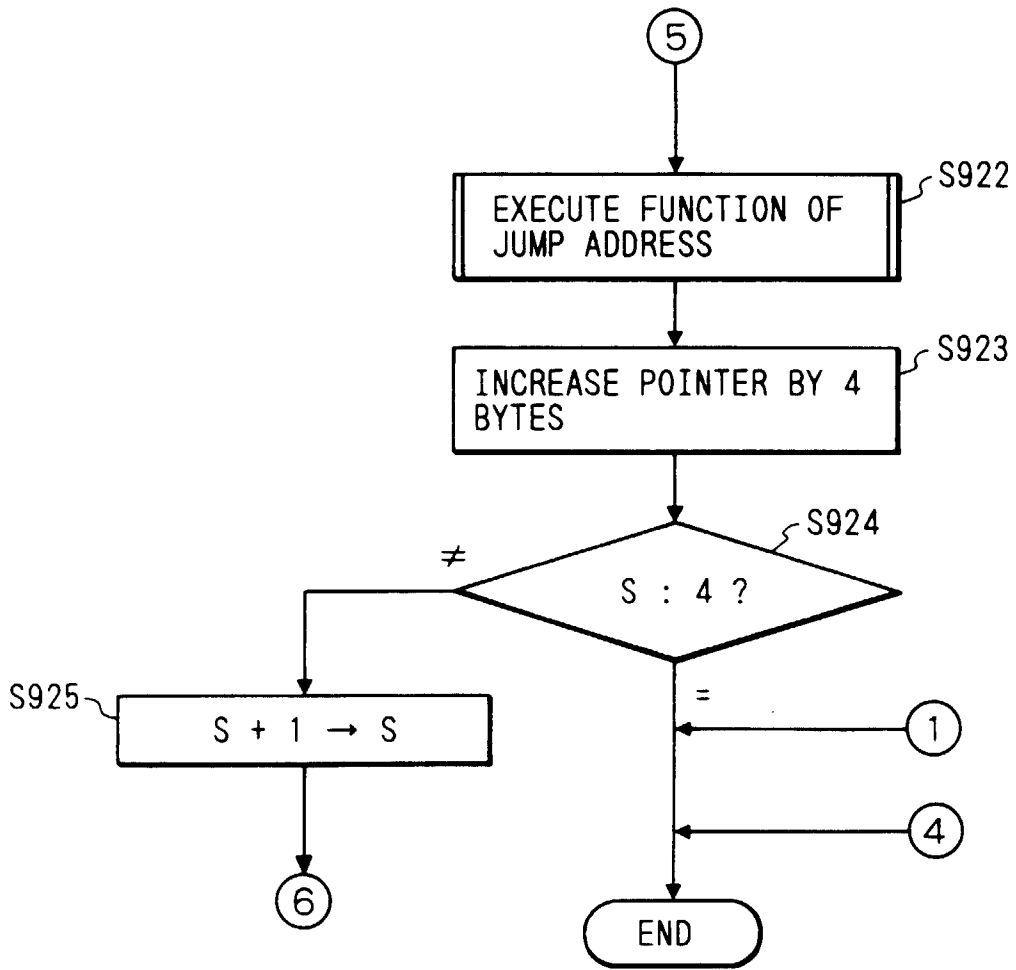 5
S922
EXECUTE FUNCTION OF
JUMP ADDRESS
S923
INCREASE POINTER BY 4
BYTES
S924
≠
S : 4 ?
S925
S + 1 → S
=
1
4
6
END